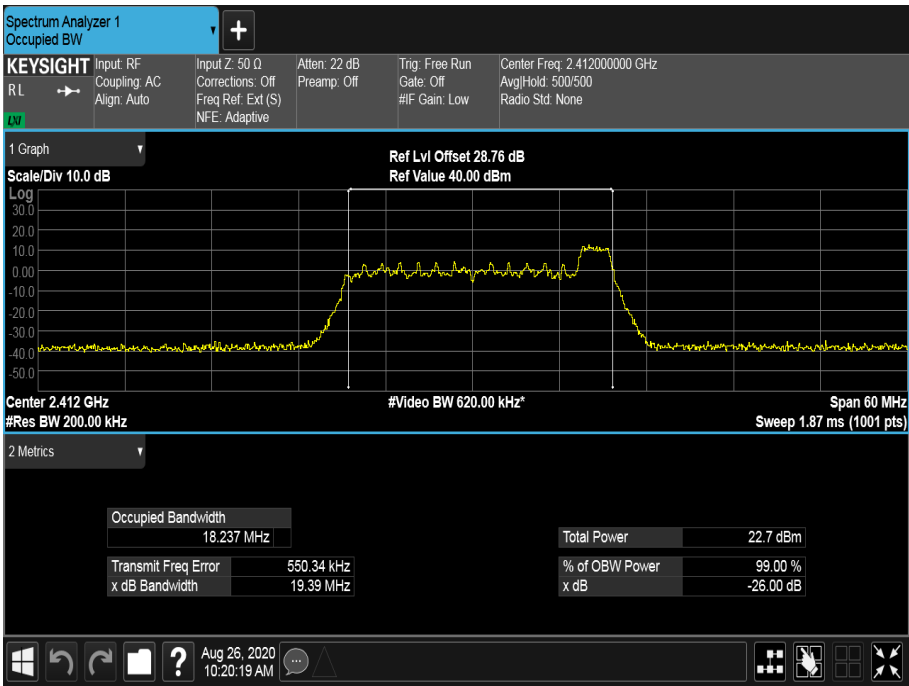 Spectrum Analyzer 1
Occupied BW
+
KEYSIGHT
R L
LXI
Input: RF
Coupling: AC
Align: Auto
Input Z: 50 Ω
Corrections: Off
Freq Ref: Ext (S)
NFE: Adaptive
Atten: 22 dB
Preamp: Off
Trig: Free Run
Gate: Off
#IF Gain: Low
Center Freq: 2.412000000 GHz
Avg|Hold: 500/500
Radio Std: None
1 Graph
Scale/Div 10.0 dB
Ref Lvl Offset 28.76 dB
Ref Value 40.00 dBm
Log
30.0
20.0
10.0
0.00
-10.0
-20.0
-30.0
-40.0
-50.0
Center 2.412 GHz
#Video BW 620.00 kHz*
Span 60 MHz
#Res BW 200.00 kHz
Sweep 1.87 ms (1001 pts)
2 Metrics
Occupied Bandwidth
18.237 MHz
Total Power 22.7 dBm
Transmit Freq Error 550.34 kHz
% of OBW Power 99.00 %
x dB Bandwidth 19.39 MHz
x dB -26.00 dB
?
Aug 26, 2020
10:20:19 AM